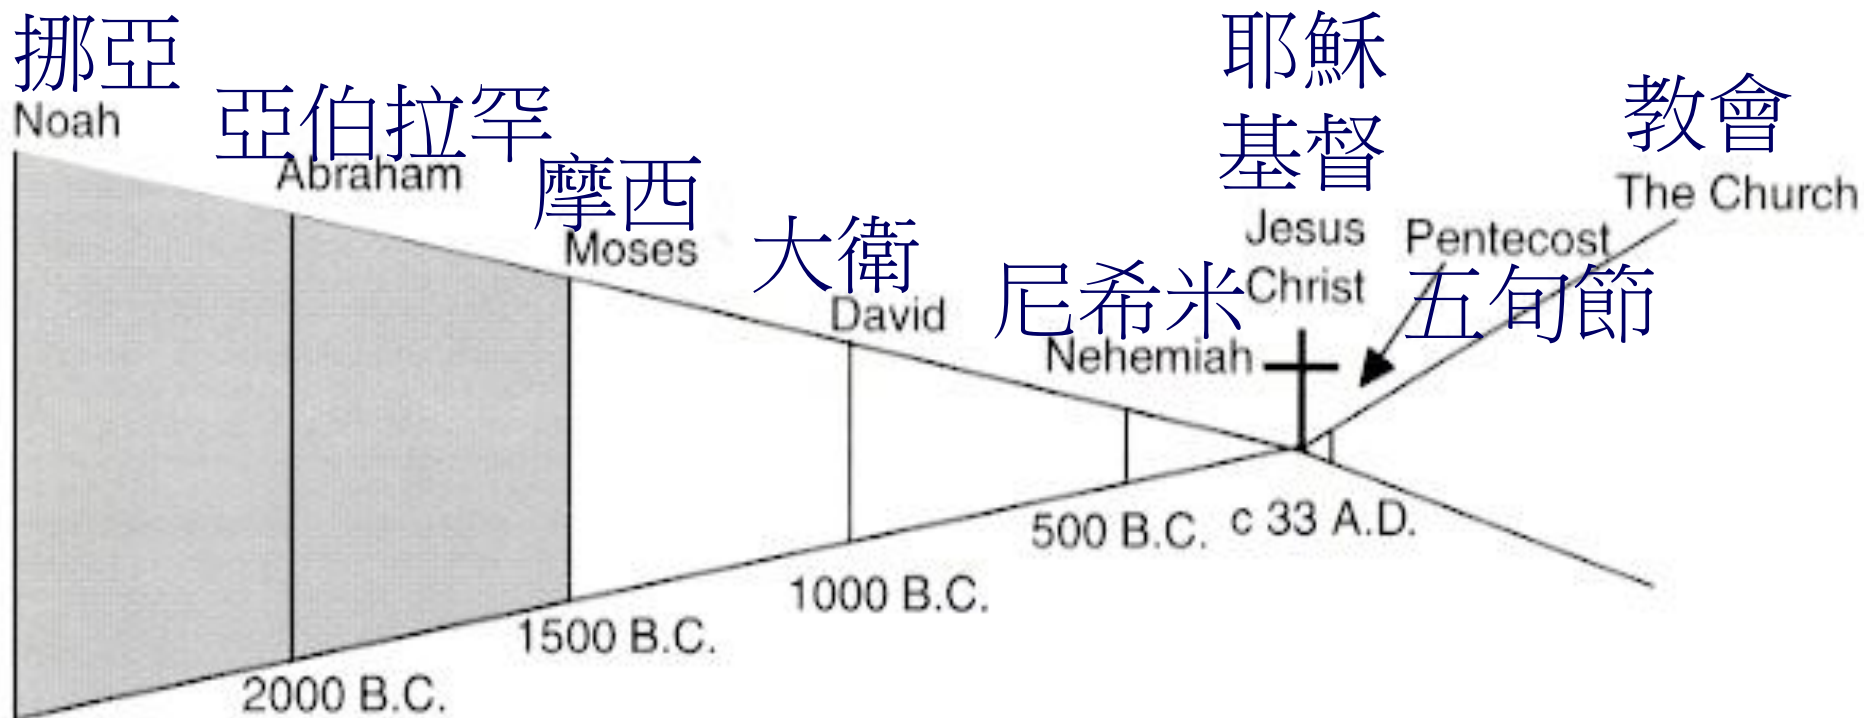 挪亞
Noah
亞伯拉罕
Abraham
摩西
Moses
大衛
David
尼希米
Nehemiah
耶穌
基督
Jesus
Christ
Pentecost
五旬節
教會
The Church
2000 B.C.
1500 B.C.
1000 B.C.
500 B.C.
c 33 A.D.